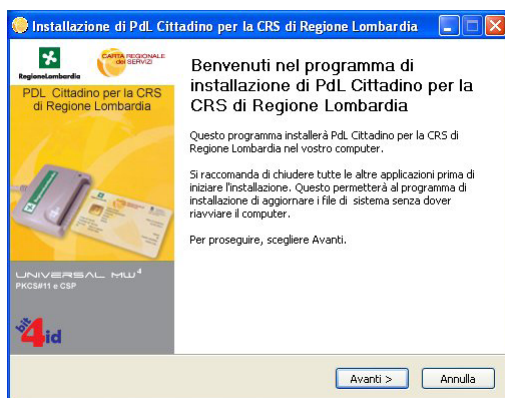 Installazione di PdL Cittadino per la CRS di Regione Lombardia
RegioneLombardia
CARTA REGIONALE
dei SERVIZI
PDL Cittadino per la CRS
di Regione Lombardia
UNIVERSAL MW4
PKCS#11 e CSP
bit
4id
Benvenuti nel programma di
installazione di PdL Cittadino per la
CRS di Regione Lombardia
Questo programma installerà PdL Cittadino per la CRS di
Regione Lombardia nel vostro computer.
Si raccomanda di chiudere tutte le altre applicazioni prima di
iniziare l'installazione. Questo permetterà al programma di
installazione di aggiornare i file di sistema senza dover
riavviare il computer.
Per proseguire, scegliere Avanti.
Avanti >
Annulla